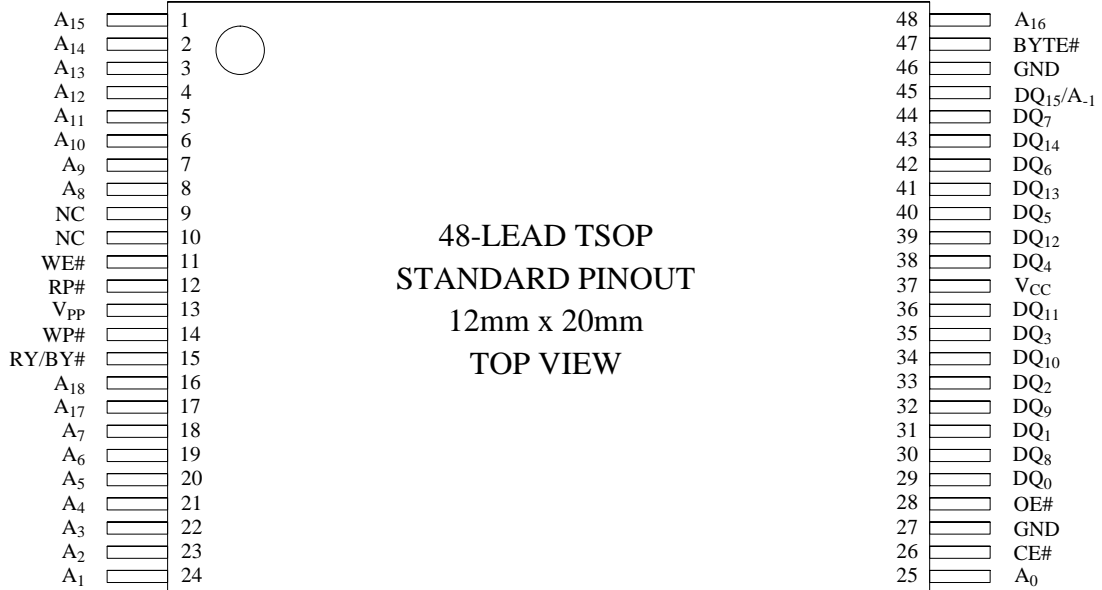 A15 1
A14 2
A13 3
A12 4
A11 5
A10 6
A9 7
A8 8
NC 9
NC 10
WE# 11
RP# 12
VPP 13
WP# 14
RY/BY# 15
A18 16
A17 17
A7 18
A6 19
A5 20
A4 21
A3 22
A2 23
A1 24
48-LEAD TSOP
STANDARD PINOUT
12mm x 20mm
TOP VIEW
48 A16
47 BYTE#
46 GND
45 DQ15/A-1
44 DQ7
43 DQ14
42 DQ6
41 DQ13
40 DQ5
39 DQ12
38 DQ4
37 VCC
36 DQ11
35 DQ3
34 DQ10
33 DQ2
32 DQ9
31 DQ1
30 DQ8
29 DQ0
28 OE#
27 GND
26 CE#
25 A0